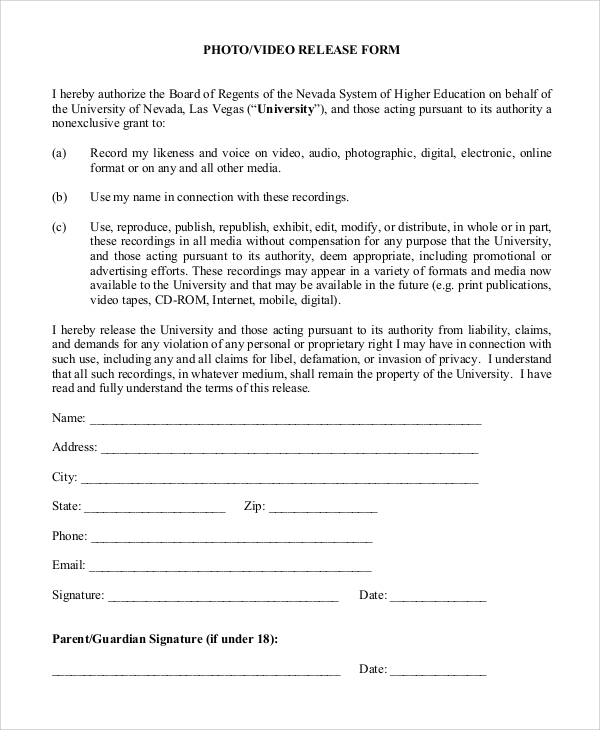 PHOTO/VIDEO RELEASE FORM
I hereby authorize the Board of Regents of the Nevada System of Higher Education on behalf of
the University of Nevada, Las Vegas (“University”), and those acting pursuant to its authority a
nonexclusive grant to:
(a) Record my likeness and voice on video, audio, photographic, digital, electronic, online
format or on any and all other media.
(b) Use my name in connection with these recordings.
(c) Use, reproduce, publish, republish, exhibit, edit, modify, or distribute, in whole or in part,
these recordings in all media without compensation for any purpose that the University,
and those acting pursuant to its authority, deem appropriate, including promotional or
advertising efforts. These recordings may appear in a variety of formats and media now
available to the University and that may be available in the future (e.g. print publications,
video tapes, CD-ROM, Internet, mobile, digital).
I hereby release the University and those acting pursuant to its authority from liability, claims,
and demands for any violation of any personal or proprietary right I may have in connection with
such use, including any and all claims for libel, defamation, or invasion of privacy. I understand
that all such recordings, in whatever medium, shall remain the property of the University. I have
read and fully understand the terms of this release.
Name: ____________________
Address: ____________________
City: ____________________
State: __________ Zip: __________
Phone: ____________________
Email: ____________________
Signature: ____________________ Date: __________
Parent/Guardian Signature (if under 18):
____________________ Date: __________